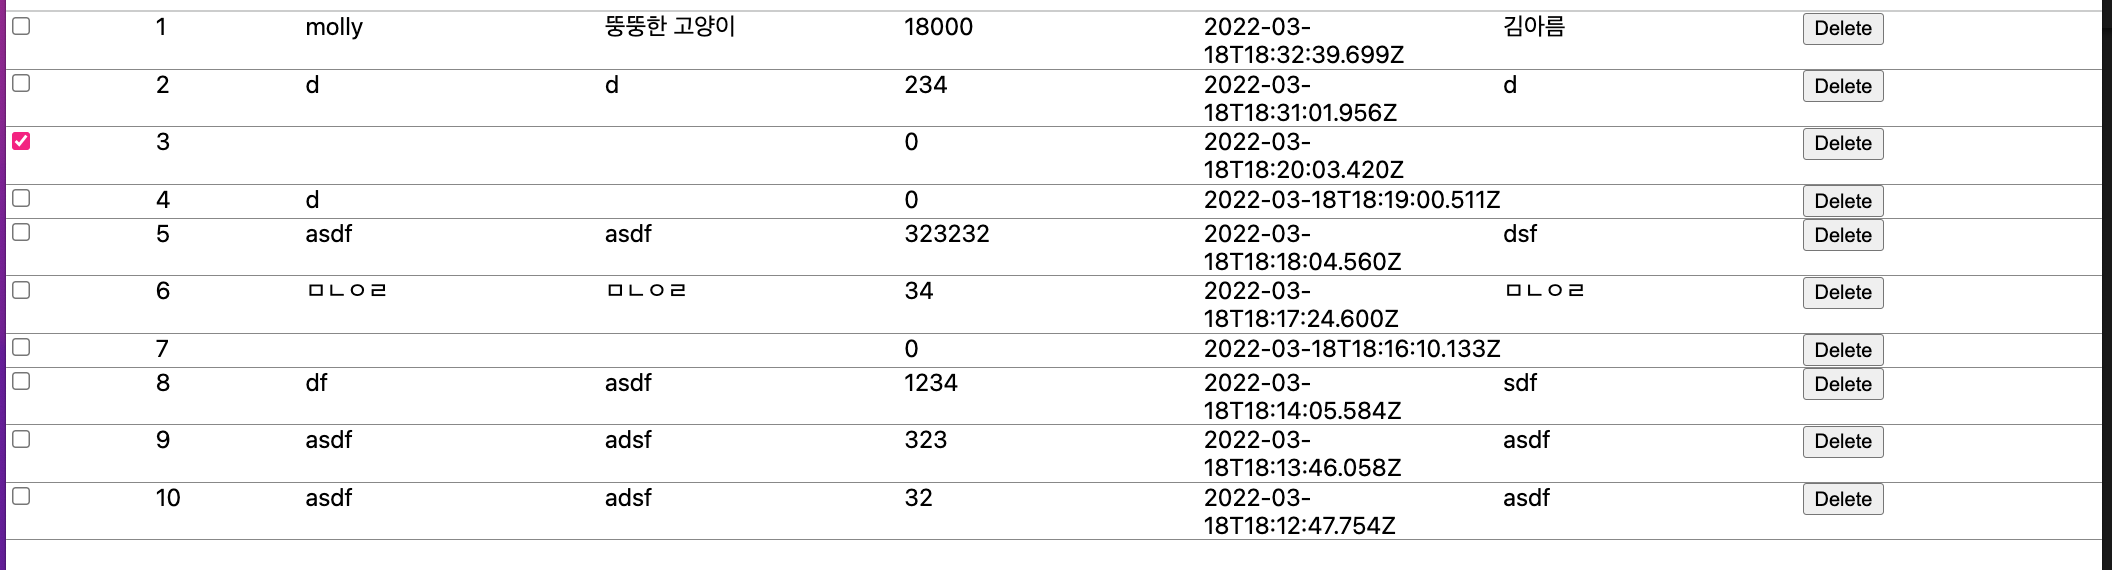 1 molly 뚱뚱한 고양이 18000 2022-03-18T18:32:39.699Z 김아름 Delete
2 d d 234 2022-03-18T18:31:01.956Z d Delete
3 0 2022-03-18T18:20:03.420Z Delete
4 d 0 2022-03-18T18:19:00.511Z Delete
5 asdf asdf 323232 2022-03-18T18:18:04.560Z dsf Delete
6 ㅁㄴㅇㄹ ㅁㄴㅇㄹ 34 2022-03-18T18:17:24.600Z ㅁㄴㅇㄹ Delete
7 0 2022-03-18T18:16:10.133Z Delete
8 df asdf 1234 2022-03-18T18:14:05.584Z sdf Delete
9 asdf adsf 323 2022-03-18T18:13:46.058Z asdf Delete
10 asdf adsf 32 2022-03-18T18:12:47.754Z asdf Delete